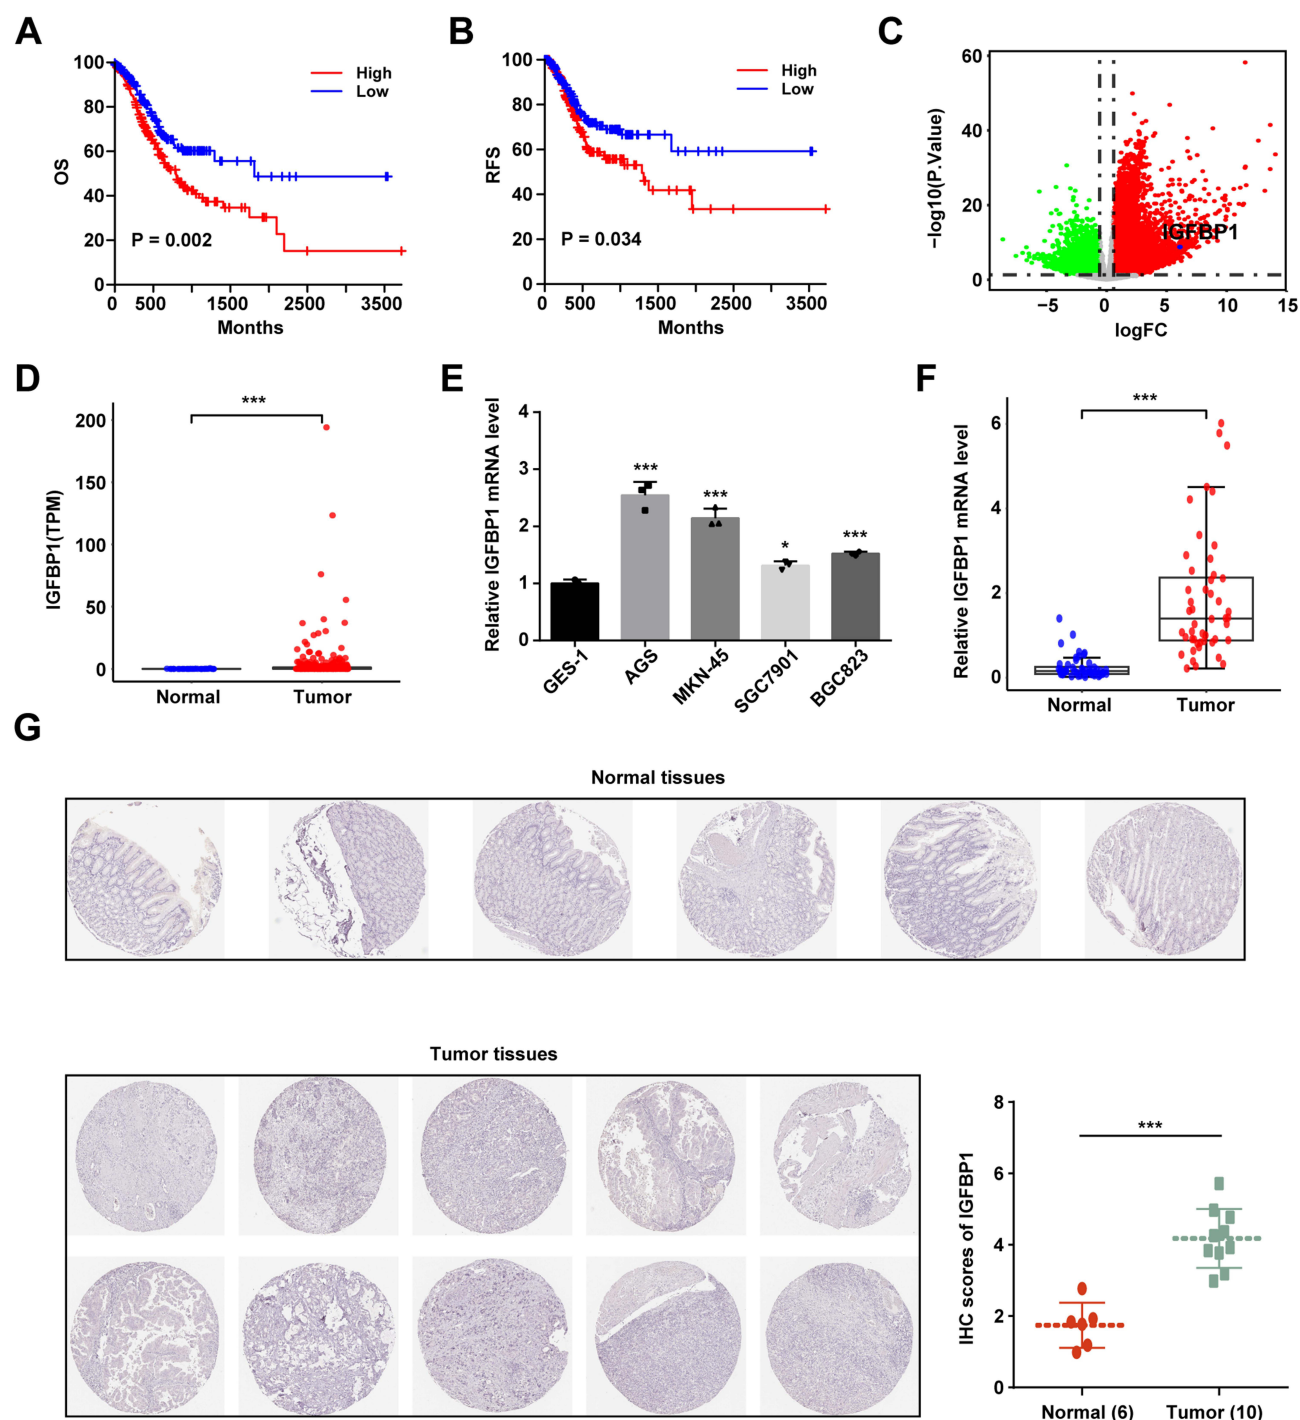 A
OS
100
80
60
40
20
0
High
Low
P = 0.002
0 500 1500 2500 3500
Months
B
RFS
100
80
60
40
20
0
High
Low
P = 0.034
0 500 1500 2500 3500
Months
C
−log10(P.Value)
60
40
20
0
IGFBP1
−5 0 5 10 15
logFC
D
IGFBP1(TPM)
200
150
100
50
0
***
Normal Tumor
E
Relative IGFBP1 mRNA level
4
3
2
1
0
*** *** * ***
GES-1 AGS MKN-45 SGC7901 BGC823
F
Relative IGFBP1 mRNA level
6
4
2
0
***
Normal Tumor
G
Normal tissues
Tumor tissues
IHC scores of IGFBP1
8
6
4
2
0
***
Normal (6) Tumor (10)